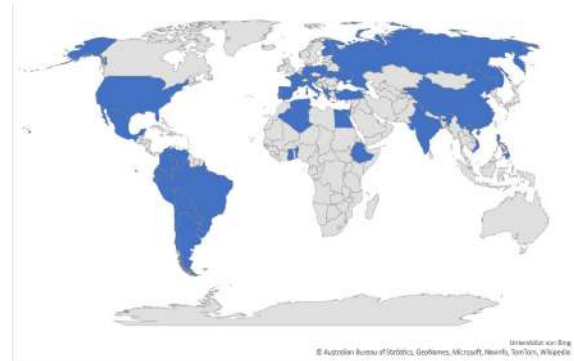 Unterstützt von Bing
© Australian Bureau of Statistics, GeoNames, Microsoft, Navinfo, TomTom, Wikipedia